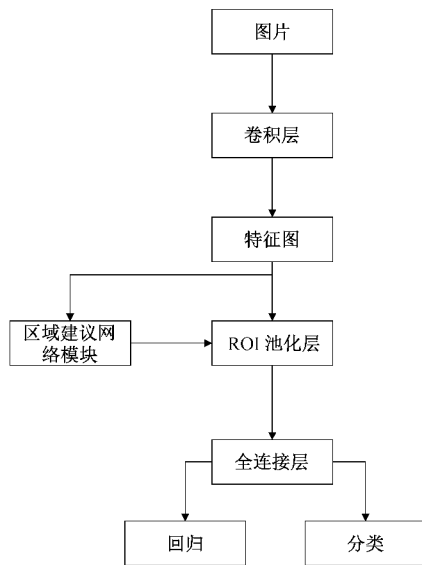 图片
卷积层
特征图
区域建议网
络模块
ROI 池化层
全连接层
回归
分类